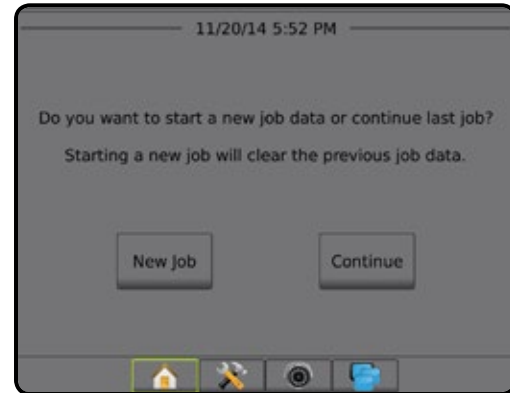 11/20/14 5:52 PM
Do you want to start a new job data or continue last job?
Starting a new job will clear the previous job data.
New Job Continue